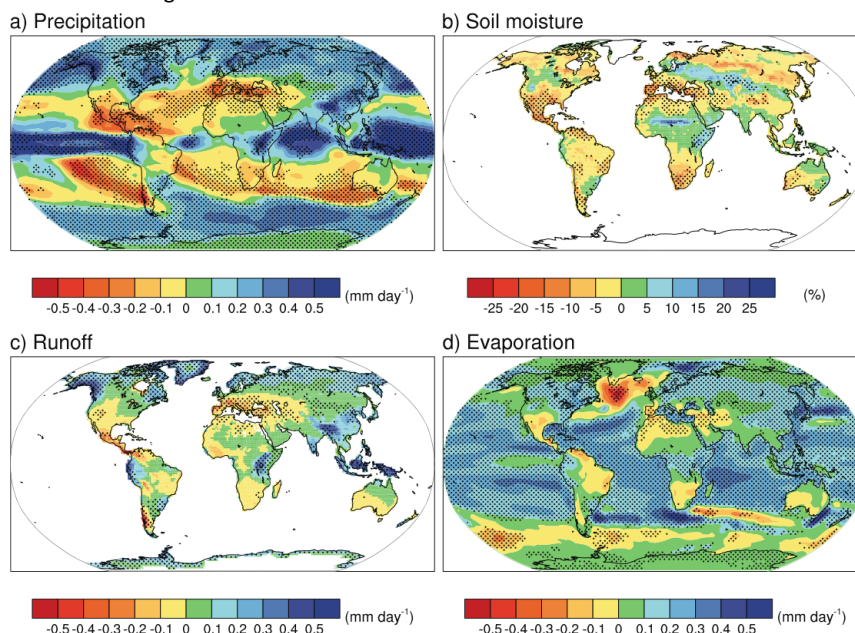 a) Precipitation
b) Soil moisture
-0.5 -0.4 -0.3 -0.2 -0.1 0 0.1 0.2 0.3 0.4 0.5 (mm day-1)
-25 -20 -15 -10 -5 0 5 10 15 20 25 (%)
c) Runoff
d) Evaporation
-0.5 -0.4 -0.3 -0.2 -0.1 0 0.1 0.2 0.3 0.4 0.5 (mm day-1)
-0.5 -0.4 -0.3 -0.2 -0.1 0 0.1 0.2 0.3 0.4 0.5 (mm day-1)